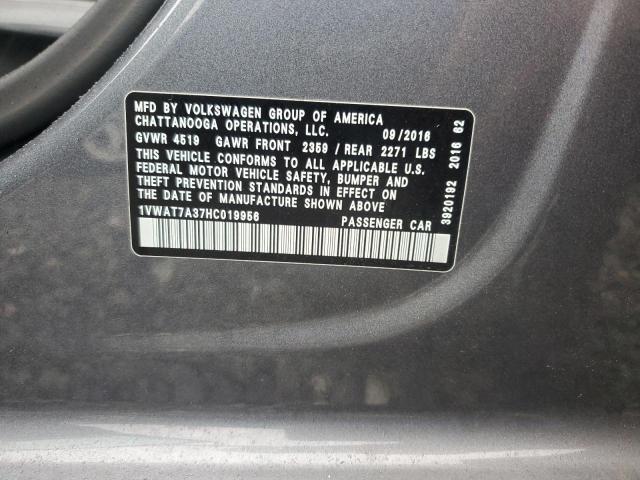 MFD BY VOLKSWAGEN GROUP OF AMERICA
CHATTANOOGA OPERATIONS, LLC. 09/2016
GVWR 4519 GAWR FRONT 2359 / REAR 2271 LBS
THIS VEHICLE CONFORMS TO ALL APPLICABLE U.S.
FEDERAL MOTOR VEHICLE SAFETY, BUMPER AND
THEFT PREVENTION STANDARDS IN EFFECT ON
THE DATE OF MANUFACTURE SHOWN ABOVE
1VWAT7A37HC019956 PASSENGER CAR
3920192 2016 62